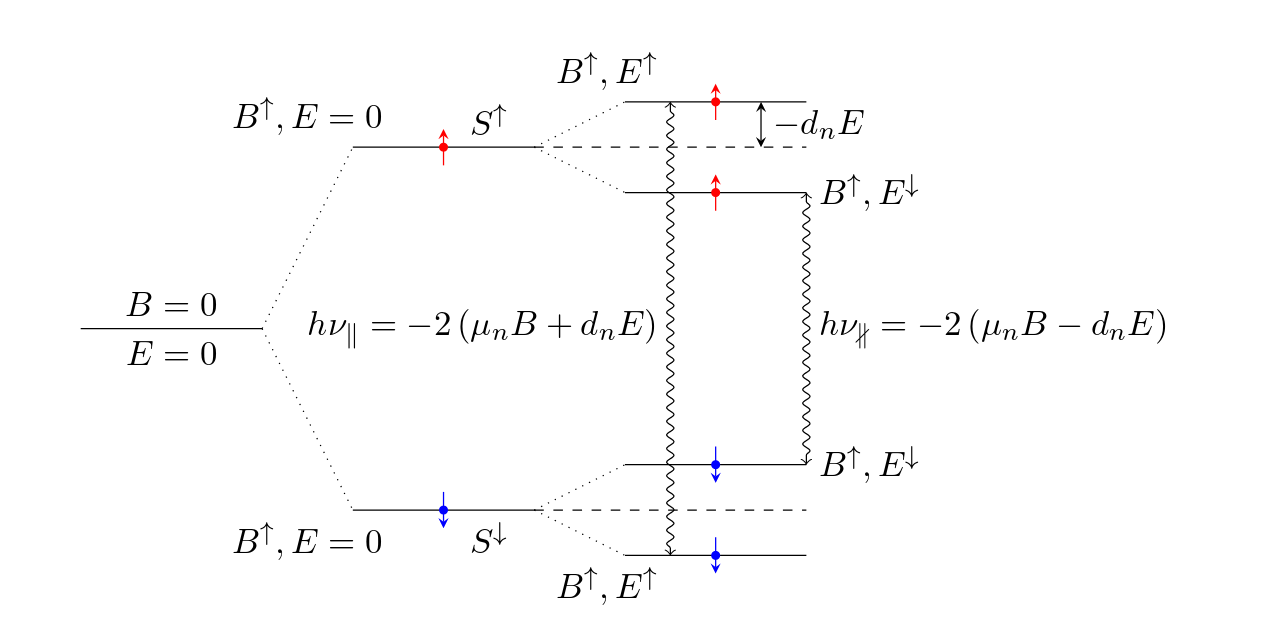 B↑, E↑
B↑, E = 0
S↑
−dₙE
B↑, E↓
B = 0
E = 0
hν∥ = −2 (μₙB + dₙE)
hν∦ = −2 (μₙB − dₙE)
B↑, E↓
B↑, E = 0
S↓
B↑, E↑